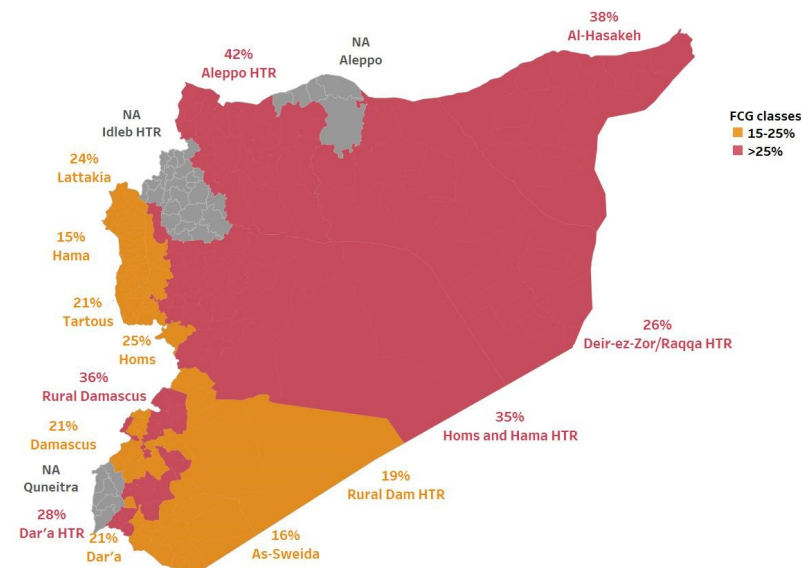 38%
Al-Hasakeh
NA
Aleppo
42%
Aleppo HTR
FCG classes
15-25%
>25%
NA
Idleb HTR
24%
Lattakia
15%
Hama
21%
Tartous
25%
Homs
26%
Deir-ez-Zor/Raqqa HTR
36%
Rural Damascus
35%
Homs and Hama HTR
21%
Damascus
NA
Quneitra
19%
Rural Dam HTR
28%
Dar'a HTR
21%
Dar'a
16%
As-Sweida